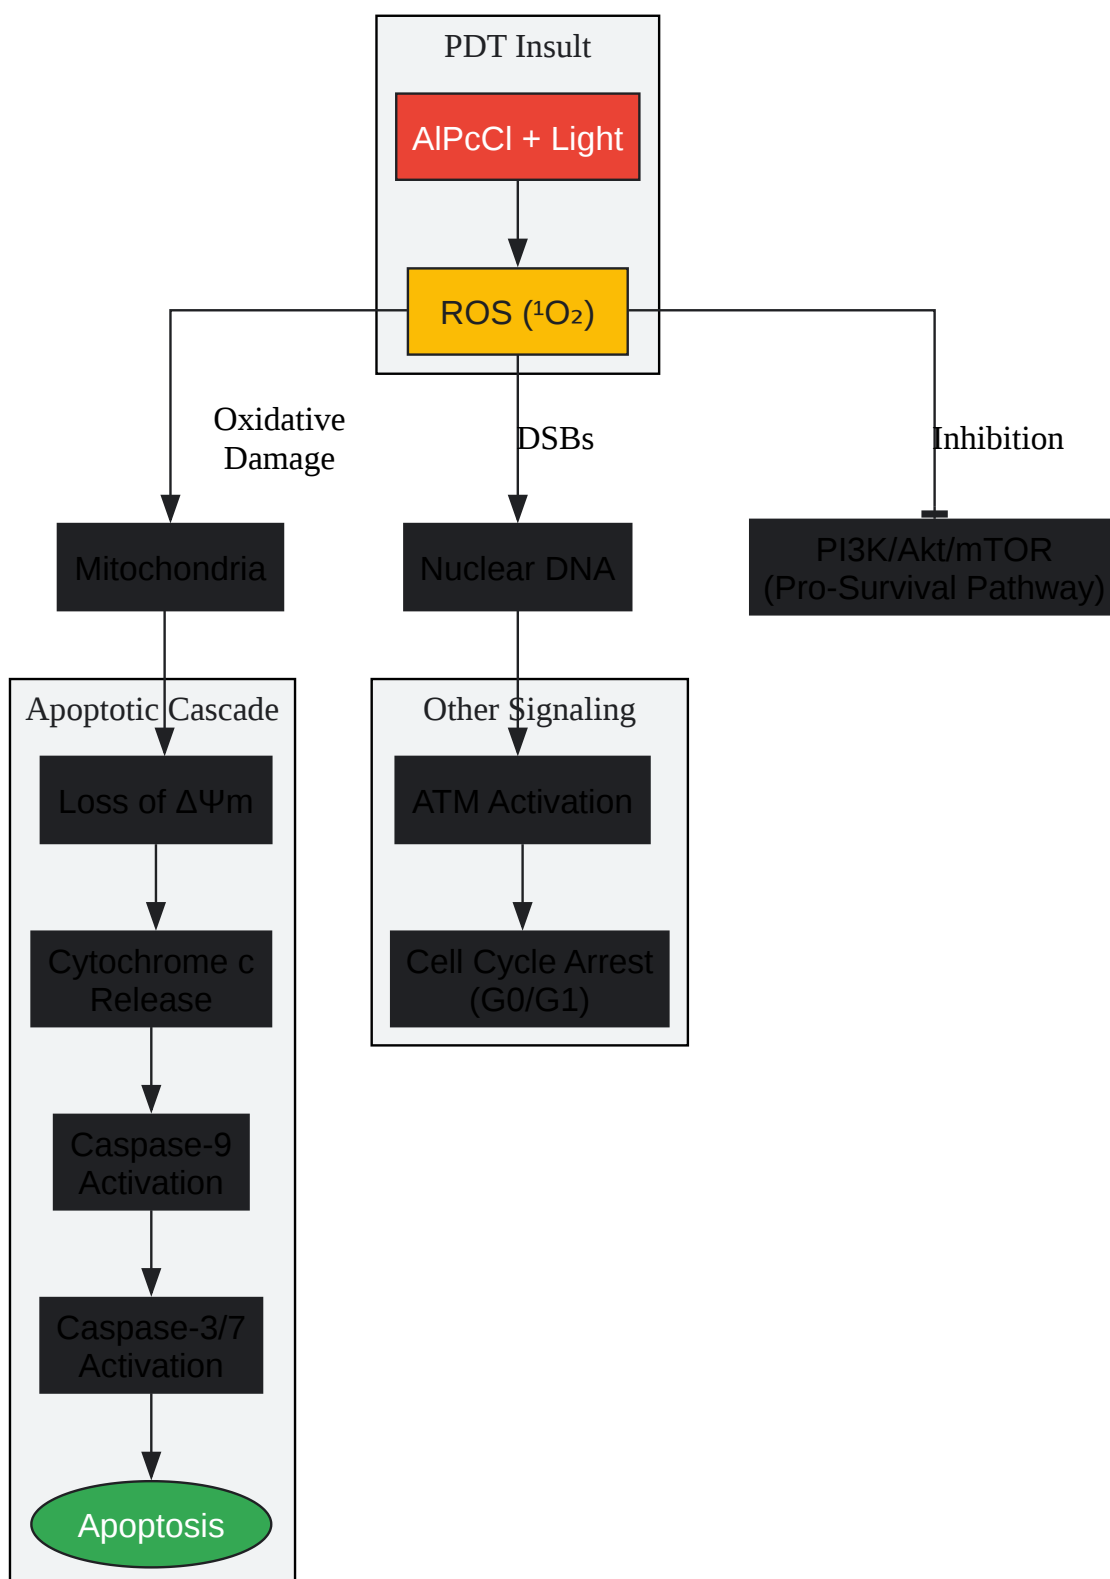 PDT Insult
AlPcCl + Light
ROS (¹O₂)
Oxidative
Damage
DSBs
Inhibition
Mitochondria
Nuclear DNA
PI3K/Akt/mTOR
(Pro-Survival Pathway)
Apoptotic Cascade
Other Signaling
Loss of ΔΨm
ATM Activation
Cytochrome c
Release
Cell Cycle Arrest
(G0/G1)
Caspase-9
Activation
Caspase-3/7
Activation
Apoptosis